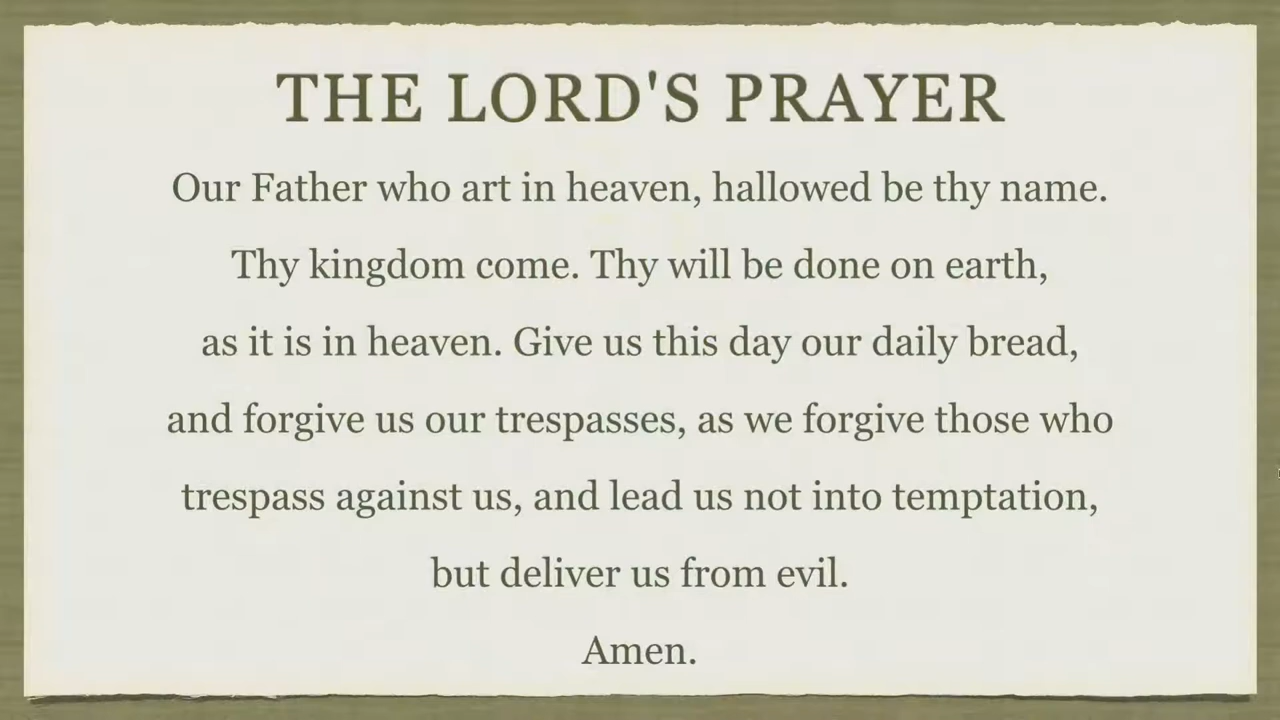 THE LORD'S PRAYER
Our Father who art in heaven, hallowed be thy name.
Thy kingdom come. Thy will be done on earth,
as it is in heaven. Give us this day our daily bread,
and forgive us our trespasses, as we forgive those who
trespass against us, and lead us not into temptation,
but deliver us from evil.
Amen.